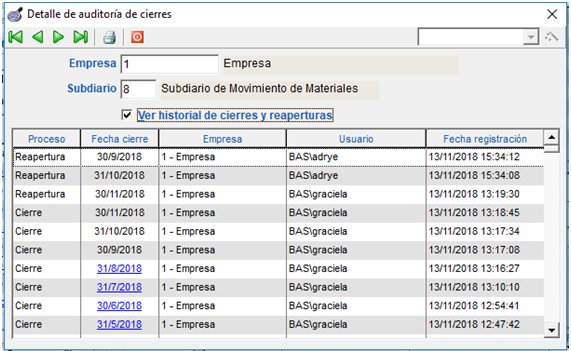 Detalle de auditoría de cierres
Empresa 1 Empresa
Subdiario 8 Subdiario de Movimiento de Materiales
Ver historial de cierres y reaperturas
Proceso Fecha cierre Empresa Usuario Fecha registración
Reapertura 30/9/2018 1 - Empresa BAS\adrye 13/11/2018 15:34:12
Reapertura 31/10/2018 1 - Empresa BAS\adrye 13/11/2018 15:34:08
Reapertura 30/11/2018 1 - Empresa BAS\graciela 13/11/2018 13:19:30
Cierre 30/11/2018 1 - Empresa BAS\graciela 13/11/2018 13:18:45
Cierre 31/10/2018 1 - Empresa BAS\graciela 13/11/2018 13:17:34
Cierre 30/9/2018 1 - Empresa BAS\graciela 13/11/2018 13:17:08
Cierre 31/8/2018 1 - Empresa BAS\graciela 13/11/2018 13:16:27
Cierre 31/7/2018 1 - Empresa BAS\graciela 13/11/2018 13:10:10
Cierre 30/6/2018 1 - Empresa BAS\graciela 13/11/2018 12:54:41
Cierre 31/5/2018 1 - Empresa BAS\graciela 13/11/2018 12:47:42